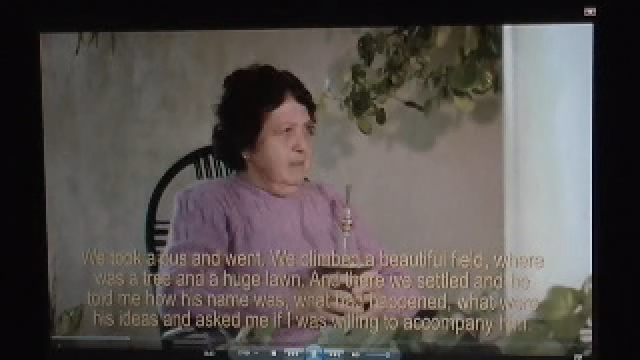 We took a bus and went. We climbed a beautiful field, where
was a tree and a huge lawn. And there we settled and he
told me how his name was, what had happened, what were
his ideas and asked me if I was willing to accompany him.